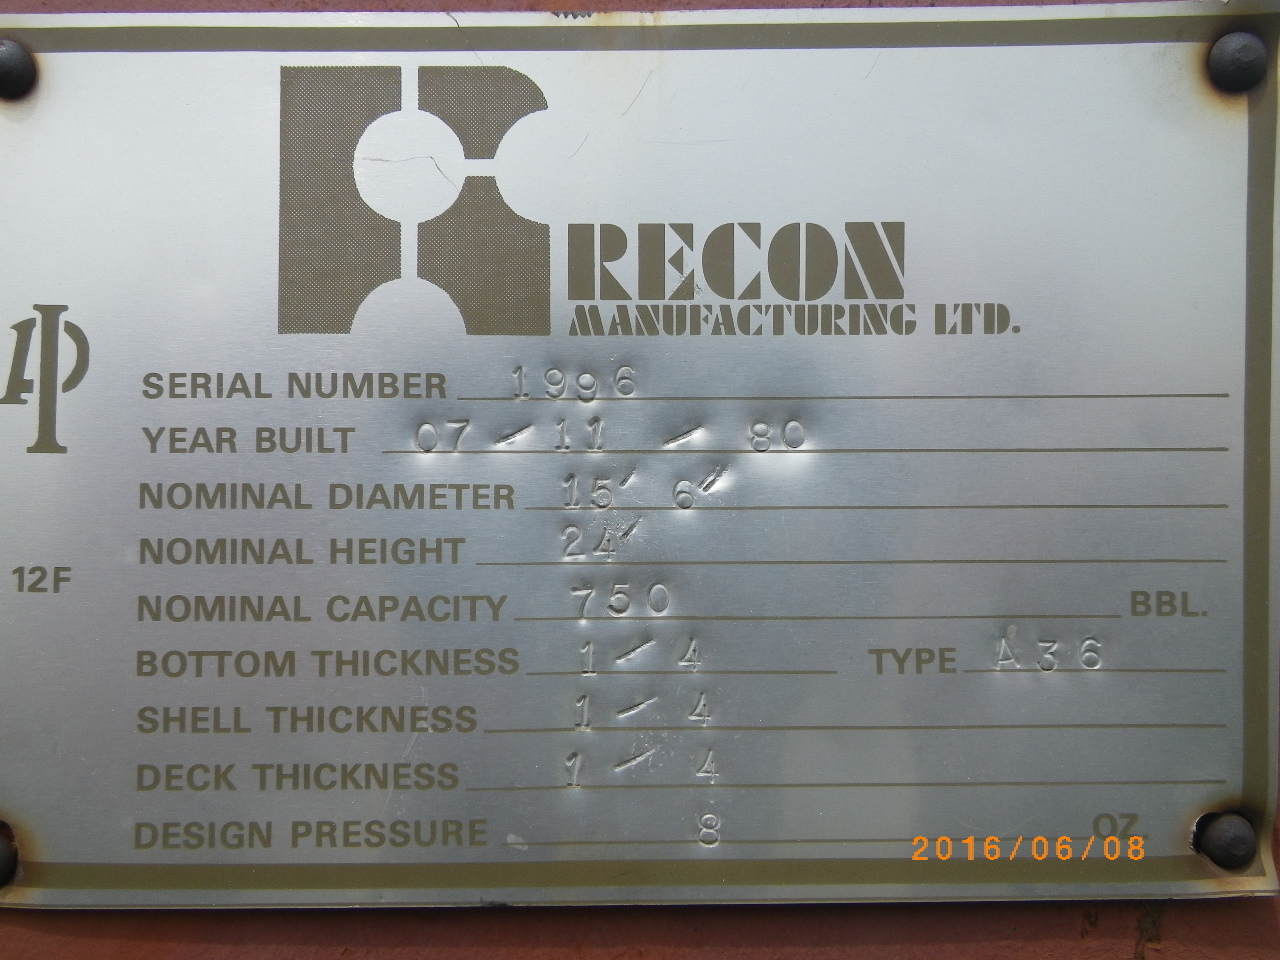 RECON
MANUFACTURING LTD.
API
12F
SERIAL NUMBER 1996
YEAR BUILT 07-11-80
NOMINAL DIAMETER 15' 6"
NOMINAL HEIGHT 24'
NOMINAL CAPACITY 750 BBL.
BOTTOM THICKNESS 1/4 TYPE A36
SHELL THICKNESS 1/4
DECK THICKNESS 1/4
DESIGN PRESSURE 8 OZ.
2016/06/08